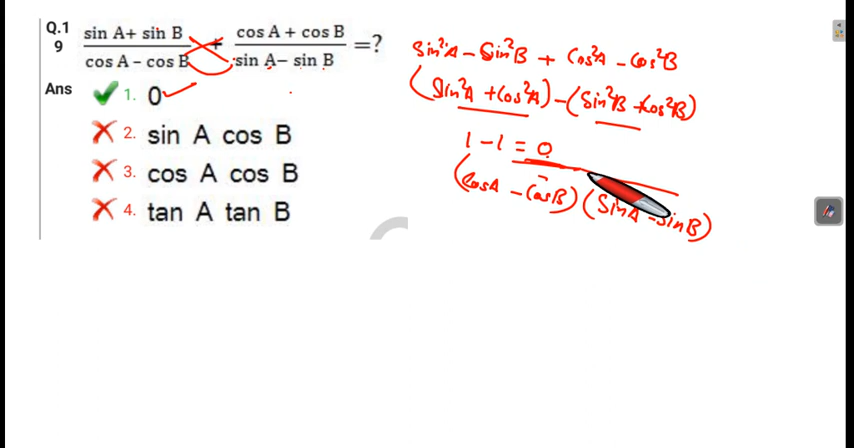 Q.1
9
sin A+ sin B / cos A − cos B + cos A + cos B / sin A− sin B =?
Ans
1. 0
2. sin A cos B
3. cos A cos B
4. tan A tan B
Sin²A − Sin²B + Cos²A − Cos²B
(Sin²A + Cos²A) − (Sin²B + Cos²B)
1 − 1 = 0
(CosA − CosB) (SinA − SinB)